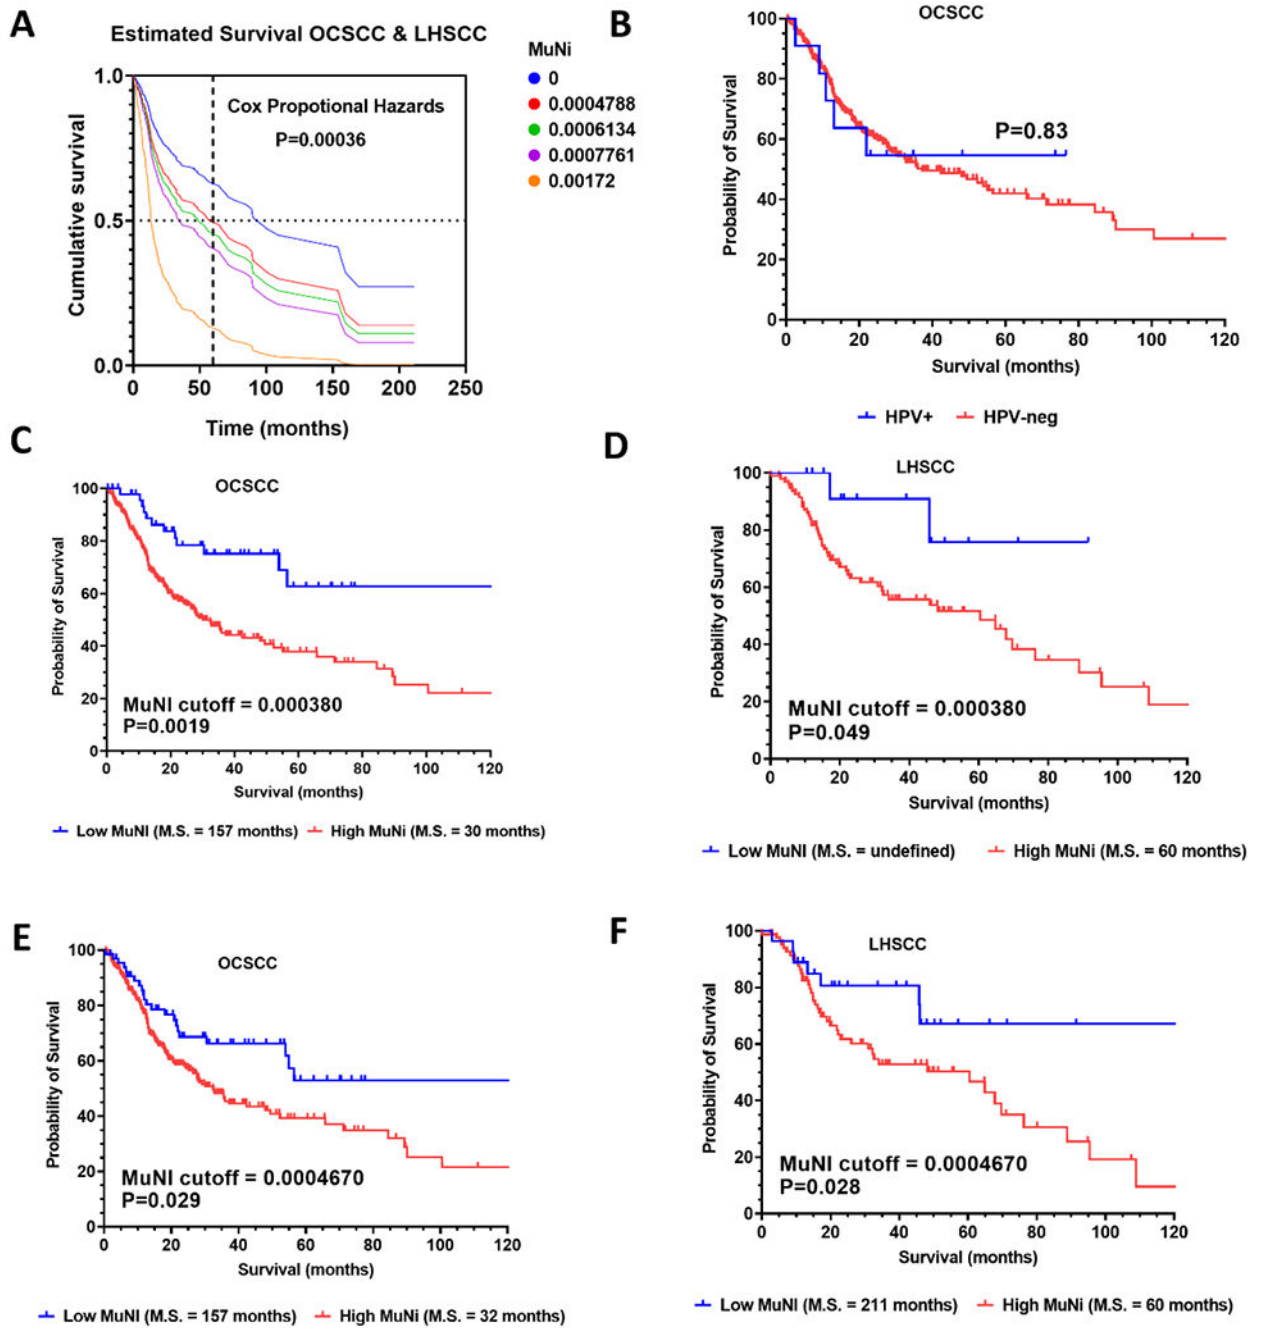 A
Estimated Survival OCSCC & LHSCC
MuNi
0
0.0004788
0.0006134
0.0007761
0.00172
Cox Propotional Hazards
P=0.00036
Cumulative survival
1.0
0.5
0.0
0 50 100 150 200 250
Time (months)
B
OCSCC
P=0.83
Probability of Survival
100
80
60
40
20
0
0 20 40 60 80 100 120
Survival (months)
HPV+ HPV-neg
C
OCSCC
Probability of Survival
100
80
60
40
20
0
MuNI cutoff = 0.000380
P=0.0019
0 20 40 60 80 100 120
Survival (months)
Low MuNI (M.S. = 157 months) High MuNi (M.S. = 30 months)
D
LHSCC
Probability of Survival
100
80
60
40
20
0
MuNI cutoff = 0.000380
P=0.049
0 20 40 60 80 100 120
Survival (months)
Low MuNI (M.S. = undefined) High MuNi (M.S. = 60 months)
E
OCSCC
Probability of Survival
100
80
60
40
20
0
MuNI cutoff = 0.0004670
P=0.029
0 20 40 60 80 100 120
Survival (months)
Low MuNI (M.S. = 157 months) High MuNi (M.S. = 32 months)
F
LHSCC
Probability of Survival
100
80
60
40
20
0
MuNI cutoff = 0.0004670
P=0.028
0 20 40 60 80 100 120
Survival (months)
Low MuNI (M.S. = 211 months) High MuNi (M.S. = 60 months)